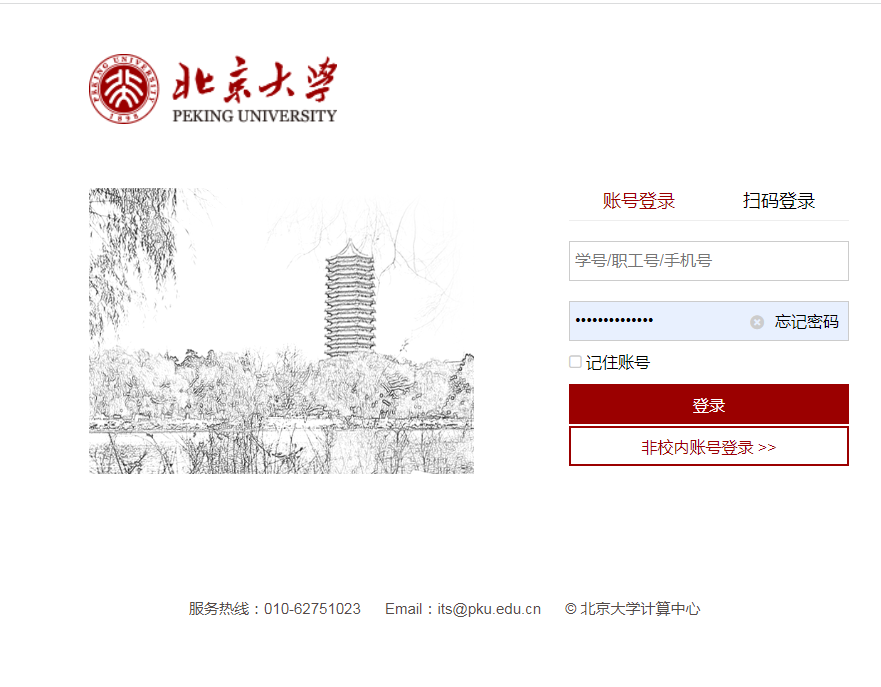 PEKING UNIVERSITY
1898
北京大学
PEKING UNIVERSITY
账号登录 扫码登录
学号/职工号/手机号
•••••••••••••• 忘记密码
记住账号
登录
非校内账号登录 >>
服务热线：010-62751023 Email：its@pku.edu.cn © 北京大学计算中心